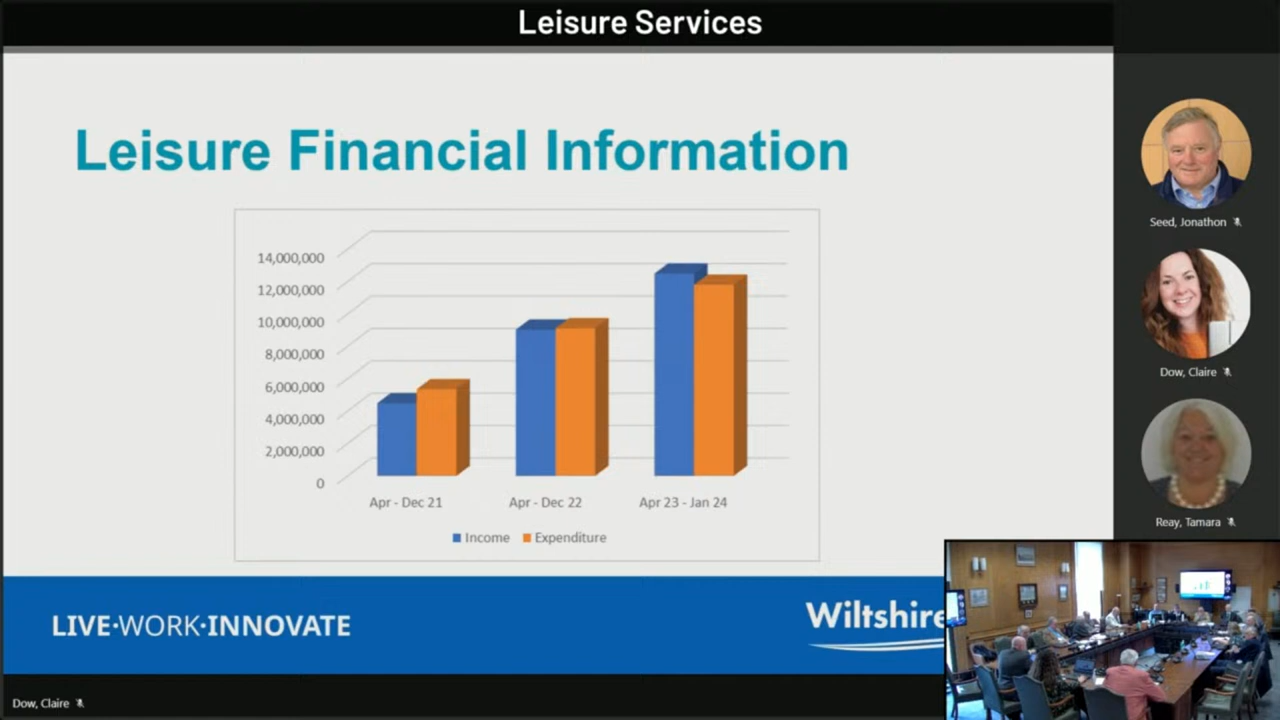 Leisure Services
Leisure Financial Information
14,000,000
12,000,000
10,000,000
8,000,000
6,000,000
4,000,000
2,000,000
0
Apr - Dec 21
Apr - Dec 22
Apr 23 - Jan 24
Income
Expenditure
LIVE·WORK·INNOVATE
Wiltshire
Seed, Jonathon
Dow, Claire
Reay, Tamara
Dow, Claire